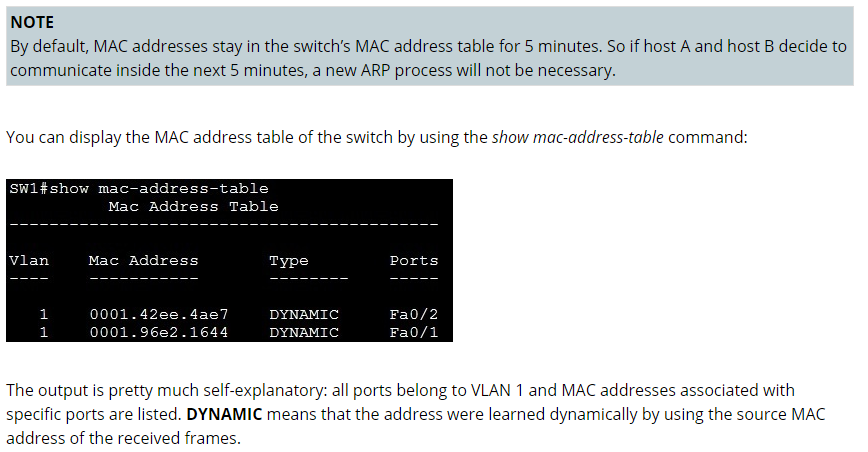 NOTE
By default, MAC addresses stay in the switch’s MAC address table for 5 minutes. So if host A and host B decide to
communicate inside the next 5 minutes, a new ARP process will not be necessary.
You can display the MAC address table of the switch by using the show mac-address-table command:
SW1#show mac-address-table
Mac Address Table
-------------------------------------------
Vlan Mac Address Type Ports
---- ----------- -------- -----
1 0001.42ee.4ae7 DYNAMIC Fa0/2
1 0001.96e2.1644 DYNAMIC Fa0/1
The output is pretty much self-explanatory: all ports belong to VLAN 1 and MAC addresses associated with
specific ports are listed. DYNAMIC means that the address were learned dynamically by using the source MAC
address of the received frames.